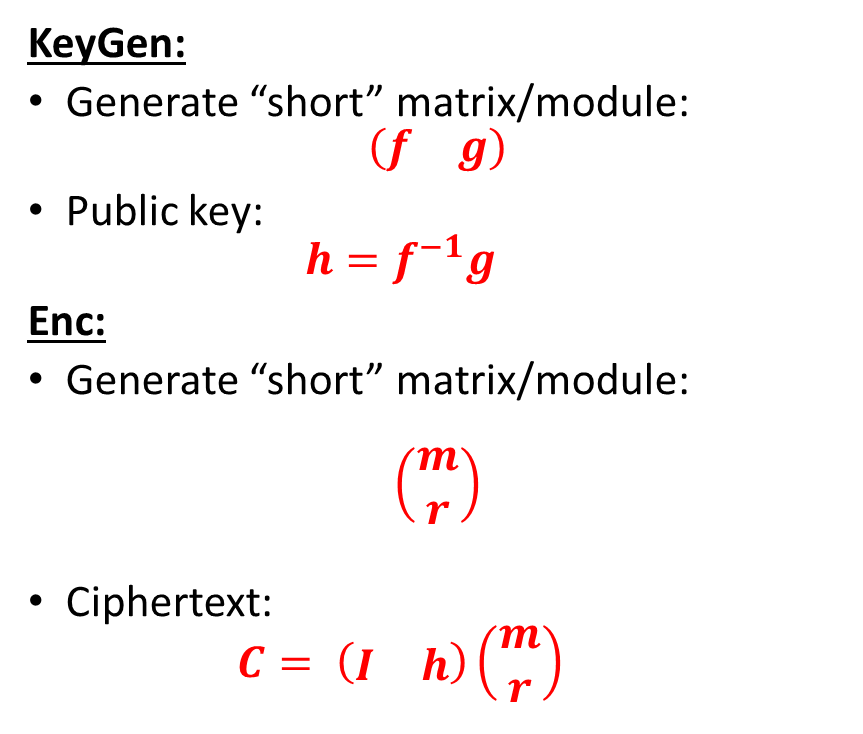 KeyGen:
• Generate “short” matrix/module:
(f g)
• Public key:
h = f⁻¹g
Enc:
• Generate “short” matrix/module:
(m
r)
• Ciphertext:
C = (I h)(m
r)